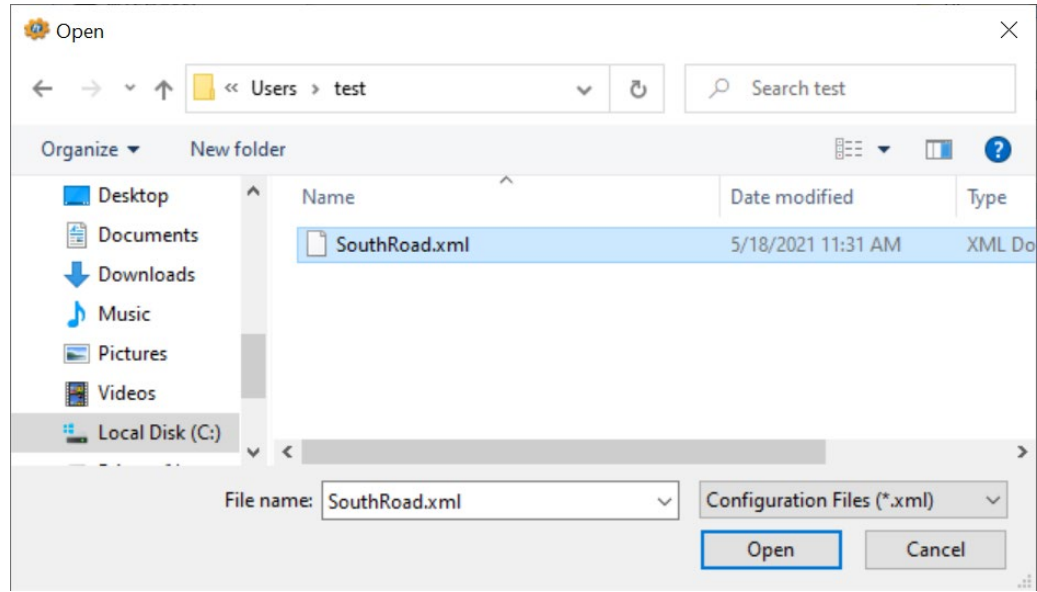 Open
« Users › test
Search test
Organize
New folder
Name
Date modified
Type
Desktop
Documents
Downloads
Music
Pictures
Videos
Local Disk (C:)
SouthRoad.xml
5/18/2021 11:31 AM
XML Do
File name:
SouthRoad.xml
Configuration Files (*.xml)
Open
Cancel